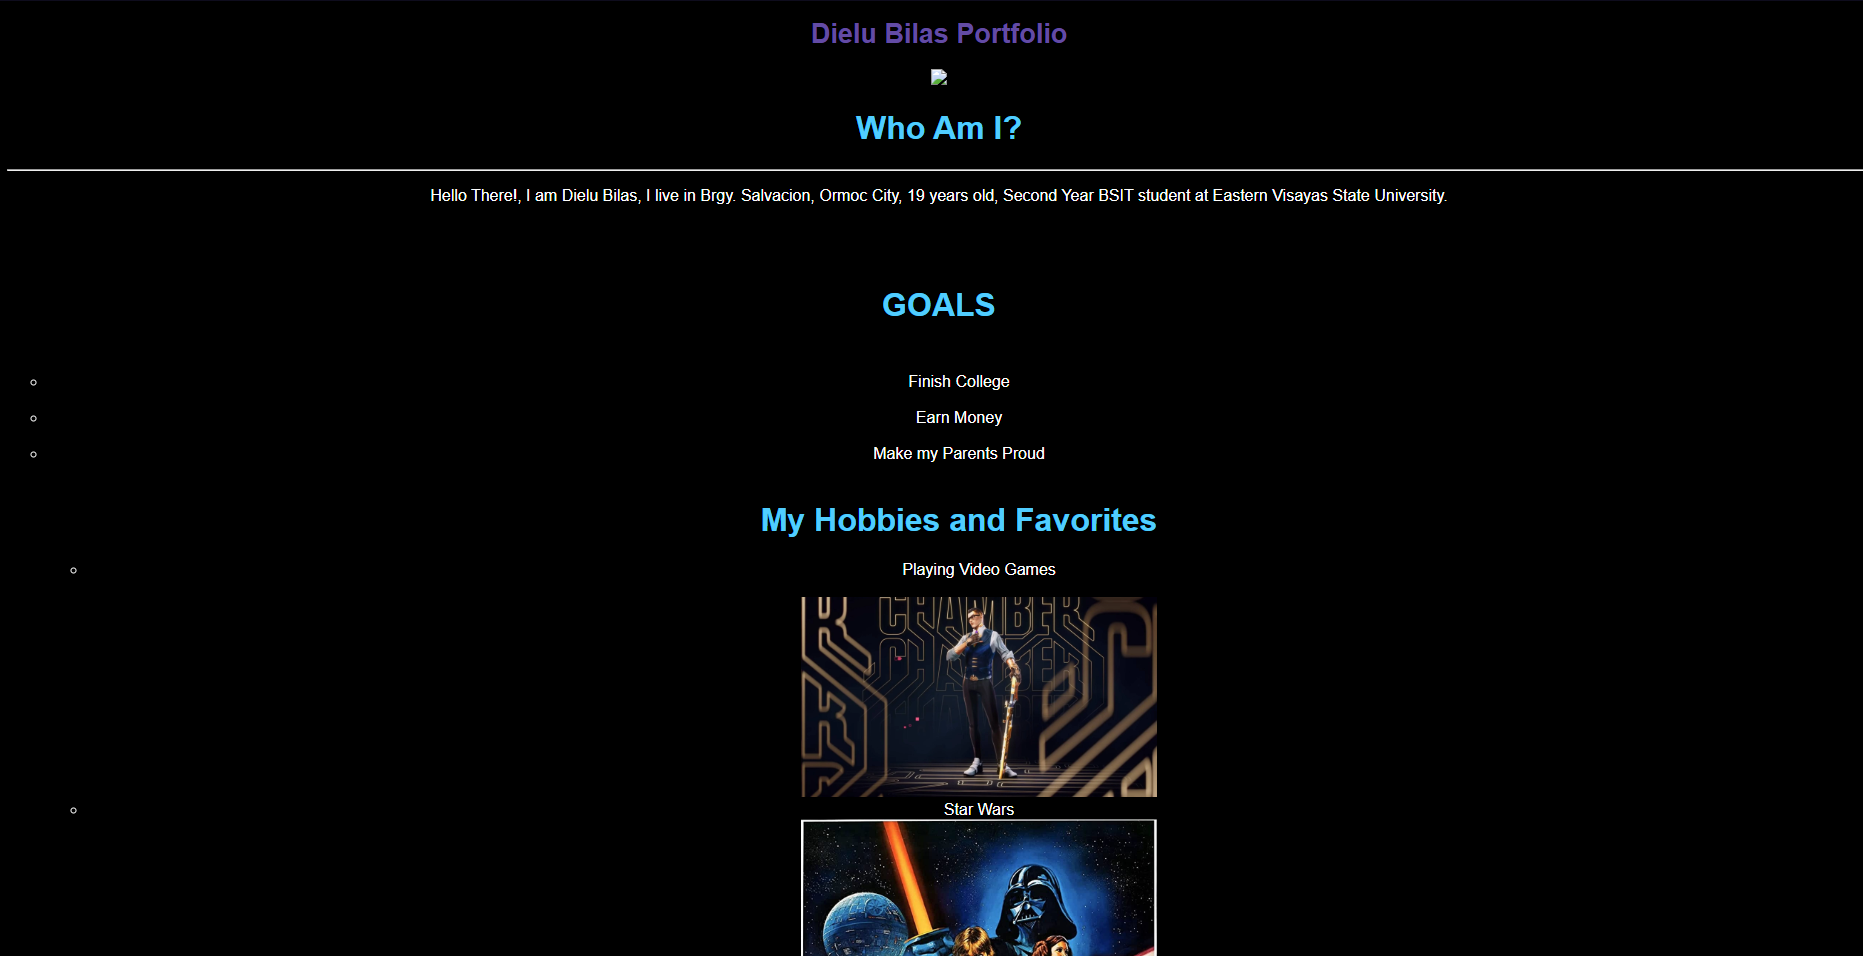 Dielu Bilas Portfolio
Who Am I?
Hello There!, I am Dielu Bilas, I live in Brgy. Salvacion, Ormoc City, 19 years old, Second Year BSIT student at Eastern Visayas State University.
GOALS
Finish College
Earn Money
Make my Parents Proud
My Hobbies and Favorites
Playing Video Games
CHAMBER
CHAMBER
Star Wars